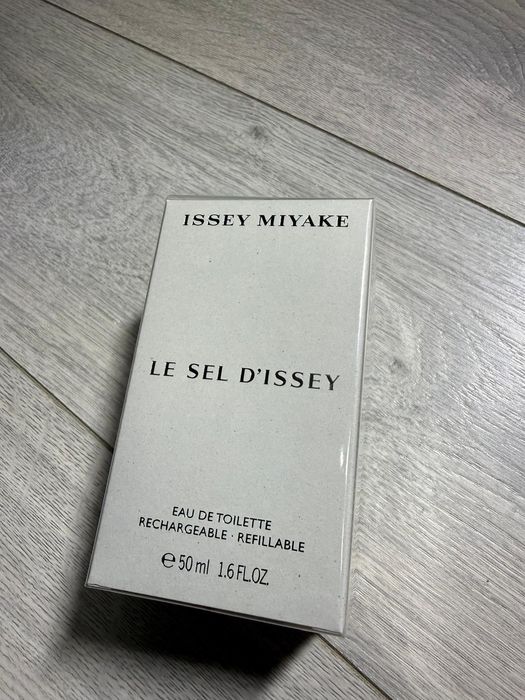 ISSEY MIYAKE
LE SEL D'ISSEY
EAU DE TOILETTE
RECHARGEABLE · REFILLABLE
℮50 ml 1.6 FL.OZ.